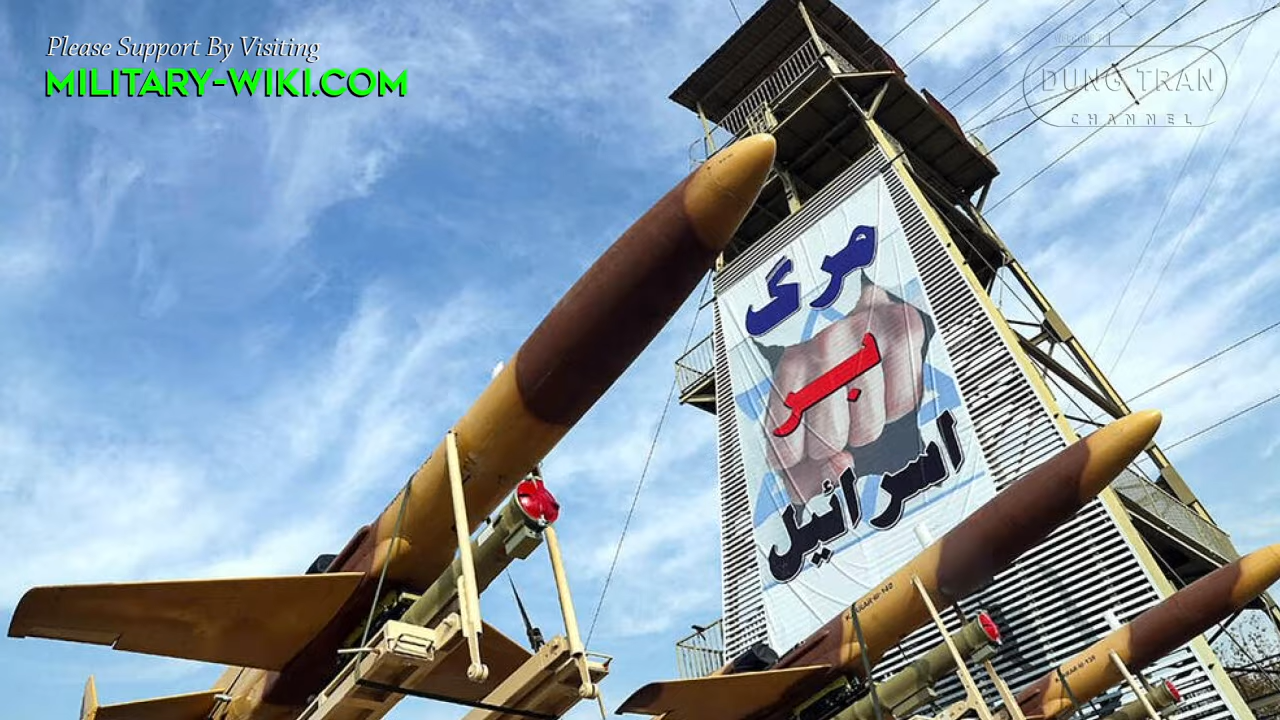 Please Support By Visiting
MILITARY-WIKI.COM
DUNG TRAN
CHANNEL
مرگ
بر
اسرائیل